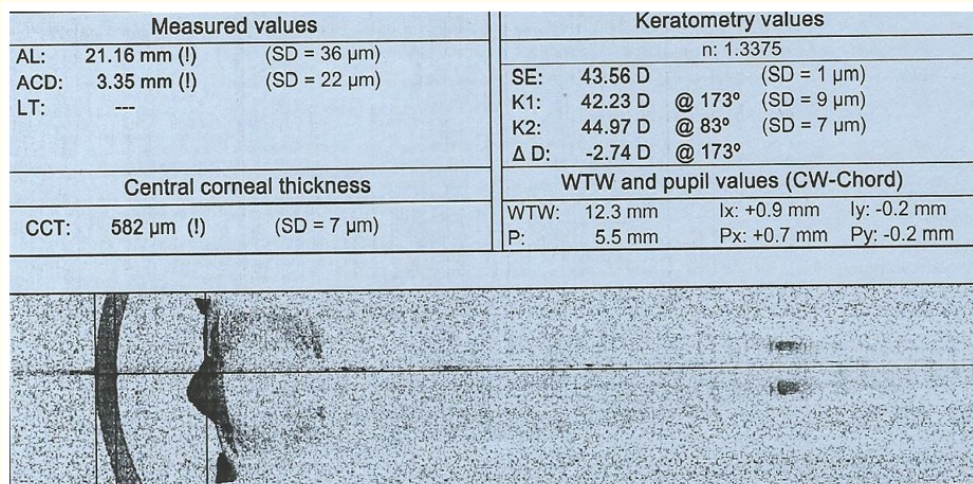 Measured values
AL: 21.16 mm (!) (SD = 36 µm)
ACD: 3.35 mm (!) (SD = 22 µm)
LT: ---
Keratometry values
n: 1.3375
SE: 43.56 D (SD = 1 µm)
K1: 42.23 D @ 173º (SD = 9 µm)
K2: 44.97 D @ 83º (SD = 7 µm)
Δ D: -2.74 D @ 173º
Central corneal thickness
CCT: 582 µm (!) (SD = 7 µm)
WTW and pupil values (CW-Chord)
WTW: 12.3 mm Ix: +0.9 mm Iy: -0.2 mm
P: 5.5 mm Px: +0.7 mm Py: -0.2 mm